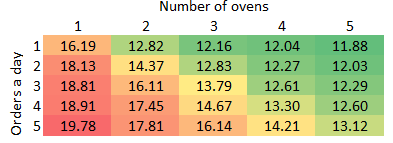 Number of ovens
1 2 3 4 5
Orders a day
1 16.19 12.82 12.16 12.04 11.88
2 18.13 14.37 12.83 12.27 12.03
3 18.81 16.11 13.79 12.61 12.29
4 18.91 17.45 14.67 13.30 12.60
5 19.78 17.81 16.14 14.21 13.12